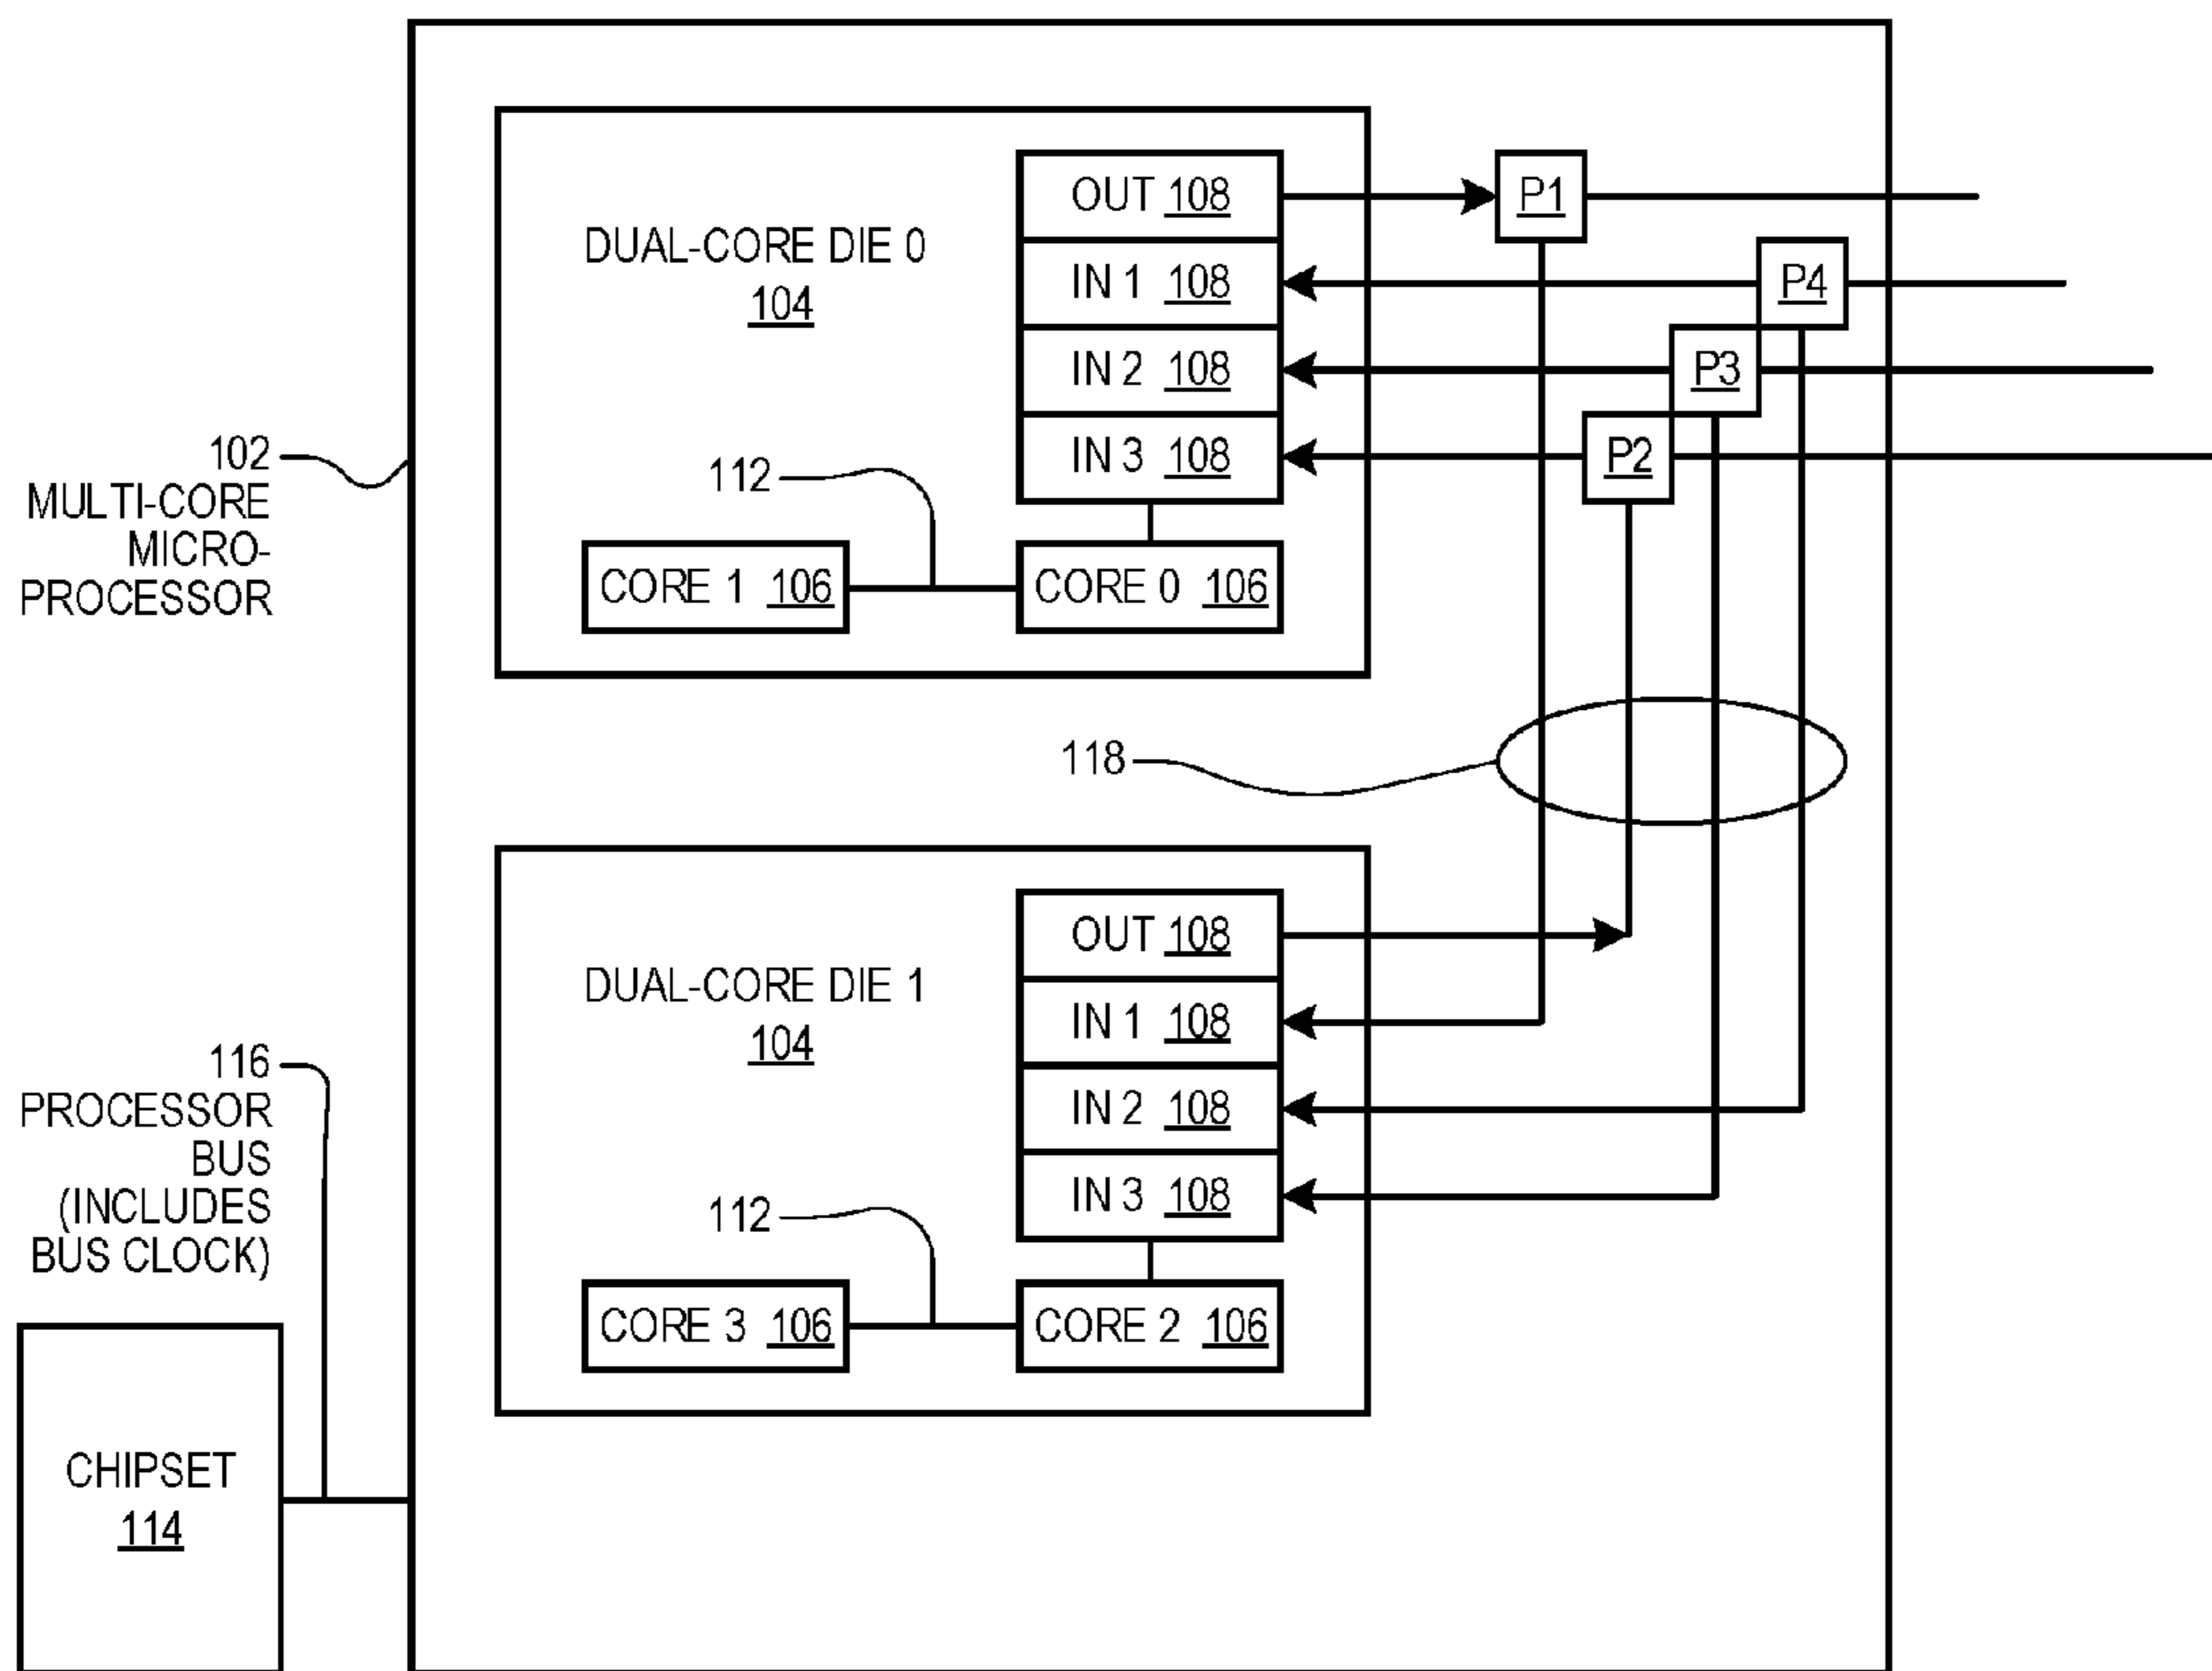 DUAL-CORE DIE 0
104
OUT 108
IN 1 108
IN 2 108
IN 3 108
P1
P4
P3
P2
112
CORE 1 106
CORE 0 106
102
MULTI-CORE
MICRO-
PROCESSOR
118
DUAL-CORE DIE 1
104
OUT 108
IN 1 108
IN 2 108
IN 3 108
112
CORE 3 106
CORE 2 106
116
PROCESSOR
BUS
(INCLUDES
BUS CLOCK)
CHIPSET
114